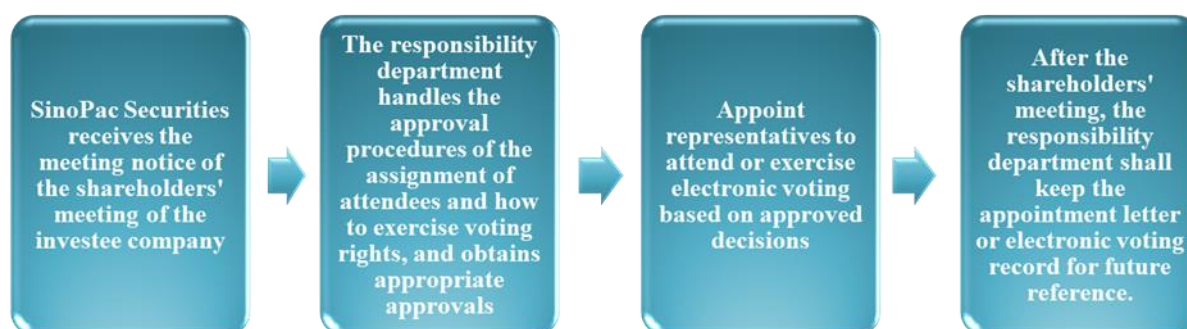 SinoPac Securities
receives the
meeting notice of
the shareholders'
meeting of the
investee company
The responsibility
department
handles the
approval
procedures of the
assignment of
attendees and how
to exercise voting
rights, and obtains
appropriate
approvals
Appoint
representatives to
attend or exercise
electronic voting
based on approved
decisions
After the
shareholders'
meeting, the
responsibility
department shall
keep the
appointment letter
or electronic voting
record for future
reference.